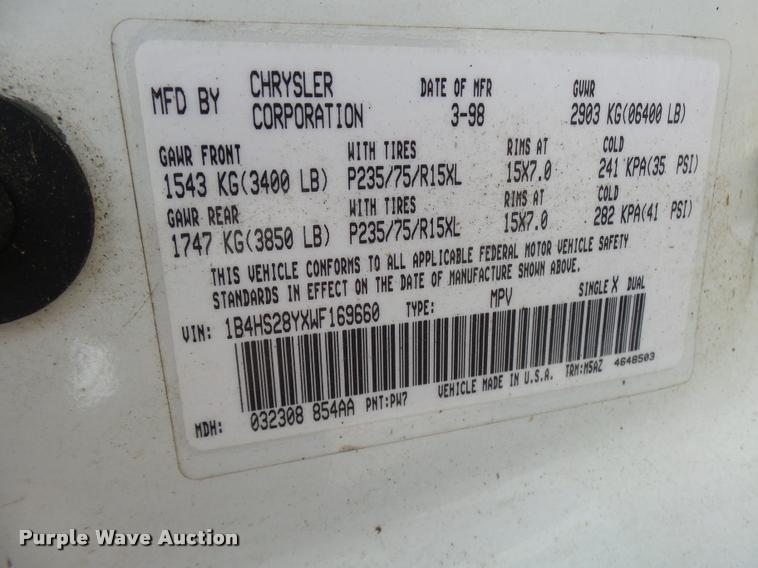 MFD BY CHRYSLER CORPORATION DATE OF MFR 3-98 GVWR 2903 KG(06400 LB)
GAWR FRONT WITH TIRES RIMS AT COLD
1543 KG(3400 LB) P235/75/R15XL 15X7.0 241 KPA(35 PSI)
GAWR REAR WITH TIRES RIMS AT COLD
1747 KG(3850 LB) P235/75/R15XL 15X7.0 282 KPA(41 PSI)
THIS VEHICLE CONFORMS TO ALL APPLICABLE FEDERAL MOTOR VEHICLE SAFETY
STANDARDS IN EFFECT ON THE DATE OF MANUFACTURE SHOWN ABOVE.
VIN: 1B4HS28YXWF169660 TYPE: MPV SINGLE X DUAL
MDH: 032308 854AA PNT:PW7 VEHICLE MADE IN U.S.A. TRM:M5AZ 4648503
Purple Wave Auction